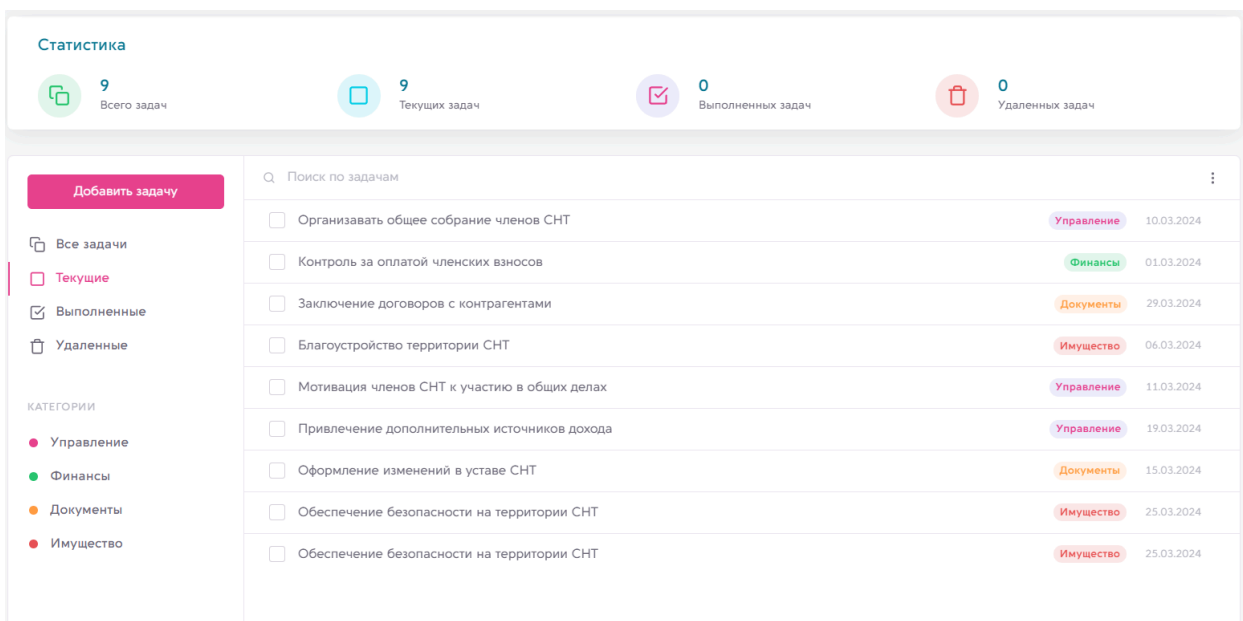 Статистика
9
Всего задач
9
Текущих задач
0
Выполненных задач
0
Удаленных задач
Добавить задачу
Все задачи
Текущие
Выполненные
Удаленные
КАТЕГОРИИ
Управление
Финансы
Документы
Имущество
Поиск по задачам
Организавать общее собрание членов СНТ Управление 10.03.2024
Контроль за оплатой членских взносов Финансы 01.03.2024
Заключение договоров с контрагентами Документы 29.03.2024
Благоустройство территории СНТ Имущество 06.03.2024
Мотивация членов СНТ к участию в общих делах Управление 11.03.2024
Привлечение дополнительных источников дохода Управление 19.03.2024
Оформление изменений в уставе СНТ Документы 15.03.2024
Обеспечение безопасности на территории СНТ Имущество 25.03.2024
Обеспечение безопасности на территории СНТ Имущество 25.03.2024